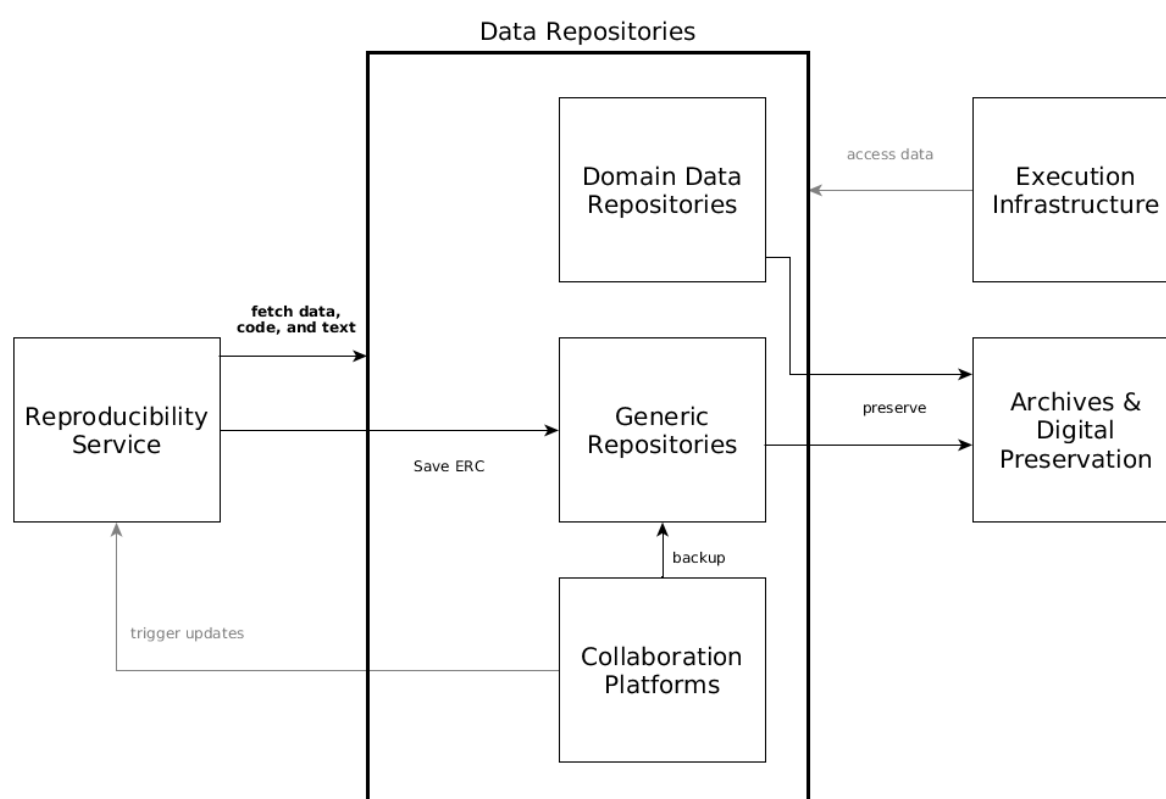 Data Repositories
Domain Data
Repositories
access data
Execution
Infrastructure
fetch data,
code, and text
Reproducibility
Service
Save ERC
Generic
Repositories
preserve
Archives &
Digital
Preservation
backup
trigger updates
Collaboration
Platforms